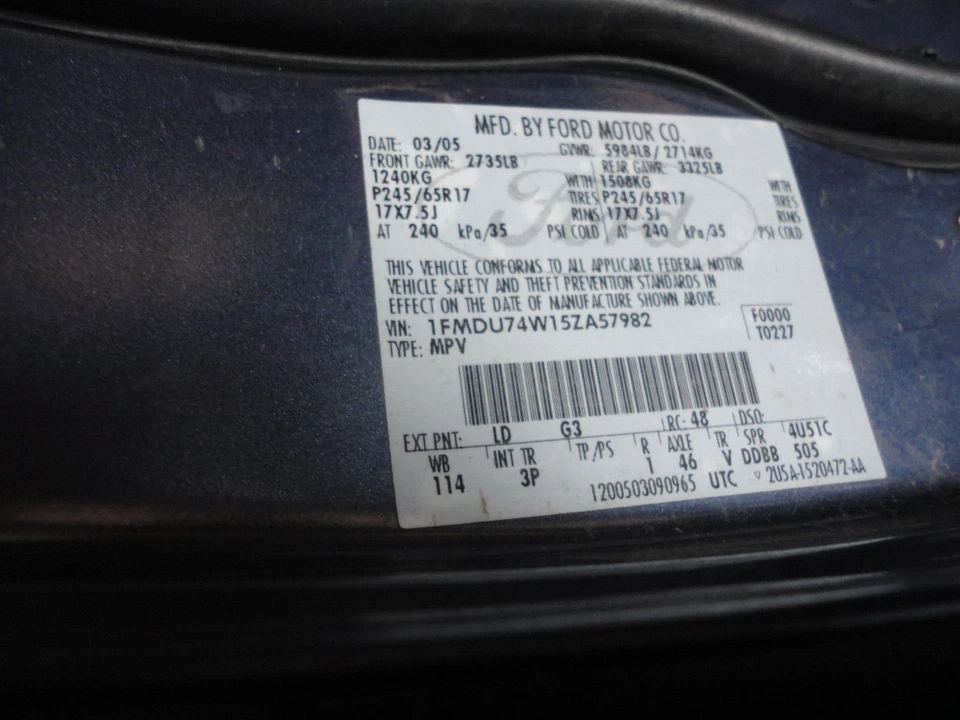 MFD. BY FORD MOTOR CO.
DATE: 03/05 GVWR: 5984LB/2714KG
FRONT GAWR: 2735LB REAR GAWR: 3325LB
1240KG WITH 1508KG WITH
P245/65R17 TIRES P245/65R17 TIRES
17X7.5J RIMS 17X7.5J RIMS
AT 240 kPa/35 PSI COLD AT 240 kPa/35 PSI COLD
Ford
THIS VEHICLE CONFORMS TO ALL APPLICABLE FEDERAL MOTOR
VEHICLE SAFETY AND THEFT PREVENTION STANDARDS IN
EFFECT ON THE DATE OF MANUFACTURE SHOWN ABOVE.
VIN: 1FMDU74W15ZA57982 F0000
TYPE: MPV T0227
EXT PNT: LD G3 RC: 48 DSO:
WB INT TR TP/PS R AXLE TR SPR 4U51C
114 3P 1 46 V DDBB 505
1200503090965 UTC 2U5A-1520472-AA